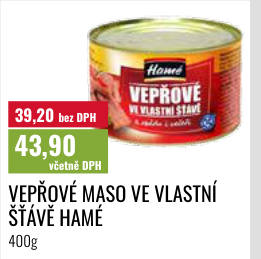 Hamé
VEPŘOVÉ
VE VLASTNÍ ŠŤÁVĚ
39,20 bez DPH
43,90
včetně DPH
VEPŘOVÉ MASO VE VLASTNÍ
ŠŤÁVĚ HAMÉ
400g